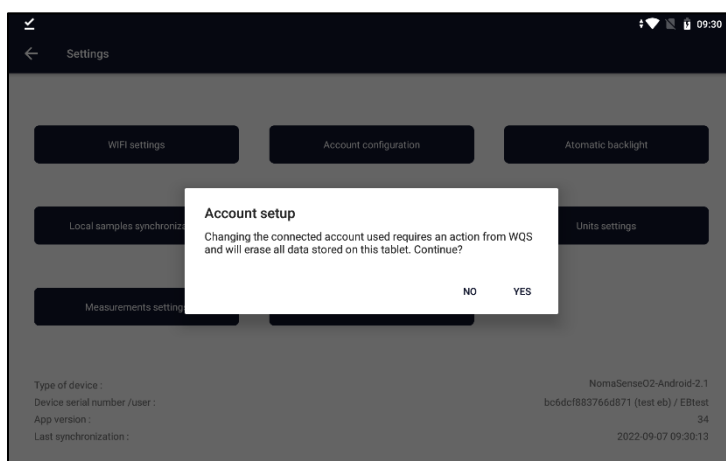 09:30
Settings
WIFI settings
Account configuration
Atomatic backlight
Local samples synchroniza
Units settings
Account setup
Changing the connected account used requires an action from WQS
and will erase all data stored on this tablet. Continue?
NO YES
Measurements setting
Type of device : NomaSenseO2-Android-2.1
Device serial number /user : bc6dcf883766d871 (test eb) / EBtest
App version : 34
Last synchronization : 2022-09-07 09:30:13